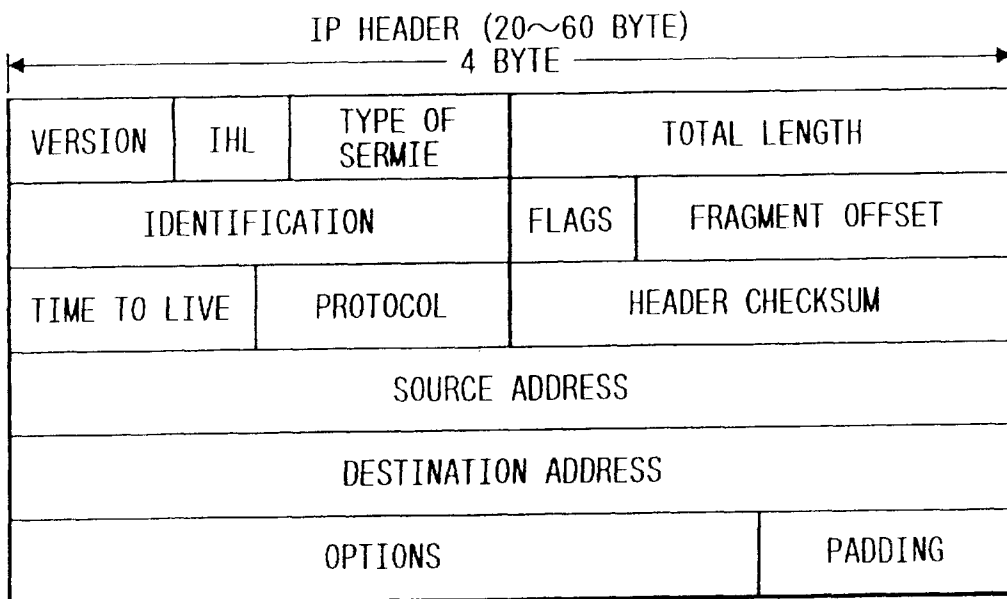 IP HEADER (20～60 BYTE)
4 BYTE
VERSION IHL TYPE OF SERMIE TOTAL LENGTH
IDENTIFICATION FLAGS FRAGMENT OFFSET
TIME TO LIVE PROTOCOL HEADER CHECKSUM
SOURCE ADDRESS
DESTINATION ADDRESS
OPTIONS PADDING